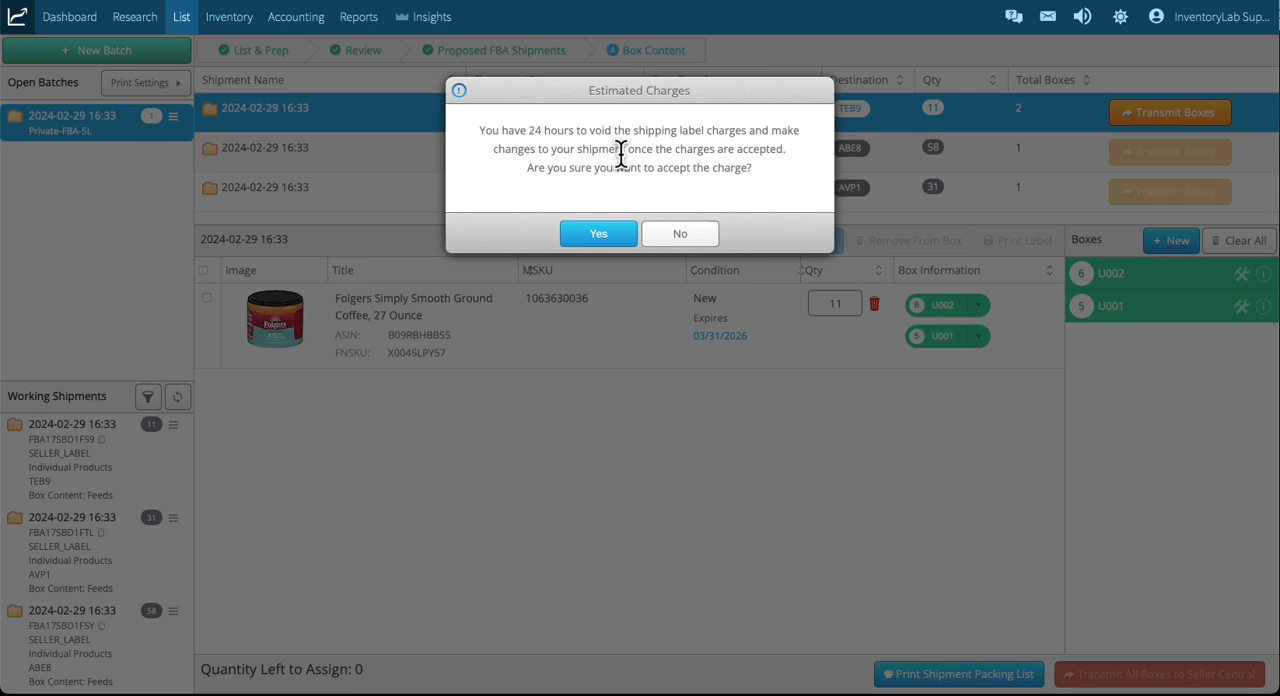 Dashboard Research List Inventory Accounting Reports Insights InventoryLab Sup...
+ New Batch List & Prep Review Proposed FBA Shipments 4 Box Content
Open Batches Print Settings Shipment Name Destination Qty Total Boxes
2024-02-29 16:33 1
Private-FBA-SL
2024-02-29 16:33 TEB9 11 2 Transmit Boxes
2024-02-29 16:33 ABE8 58 1 Transmit Boxes
2024-02-29 16:33 AVP1 31 1 Transmit Boxes
Estimated Charges
You have 24 hours to void the shipping label charges and make
changes to your shipment once the charges are accepted.
Are you sure you want to accept the charge?
Yes No
2024-02-29 16:33 Remove From Box Print Label Boxes + New Clear All
Image Title MSKU Condition Qty Box Information
6 U002
5 U001
Folgers Simply Smooth Ground
Coffee, 27 Ounce
ASIN: B09RBHBBSS
FNSKU: X004SLPY57
1063630036
New
Expires
03/31/2026
11
6 U002
5 U001
Working Shipments
2024-02-29 16:33 11
FBA17SBD1FS9
SELLER_LABEL
Individual Products
TEB9
Box Content: Feeds
2024-02-29 16:33 31
FBA17SBD1FTL
SELLER_LABEL
Individual Products
AVP1
Box Content: Feeds
2024-02-29 16:33 58
FBA17SBD1FSY
SELLER_LABEL
Individual Products
ABE8
Box Content: Feeds
Quantity Left to Assign: 0 Print Shipment Packing List Transmit All Boxes to Seller Central